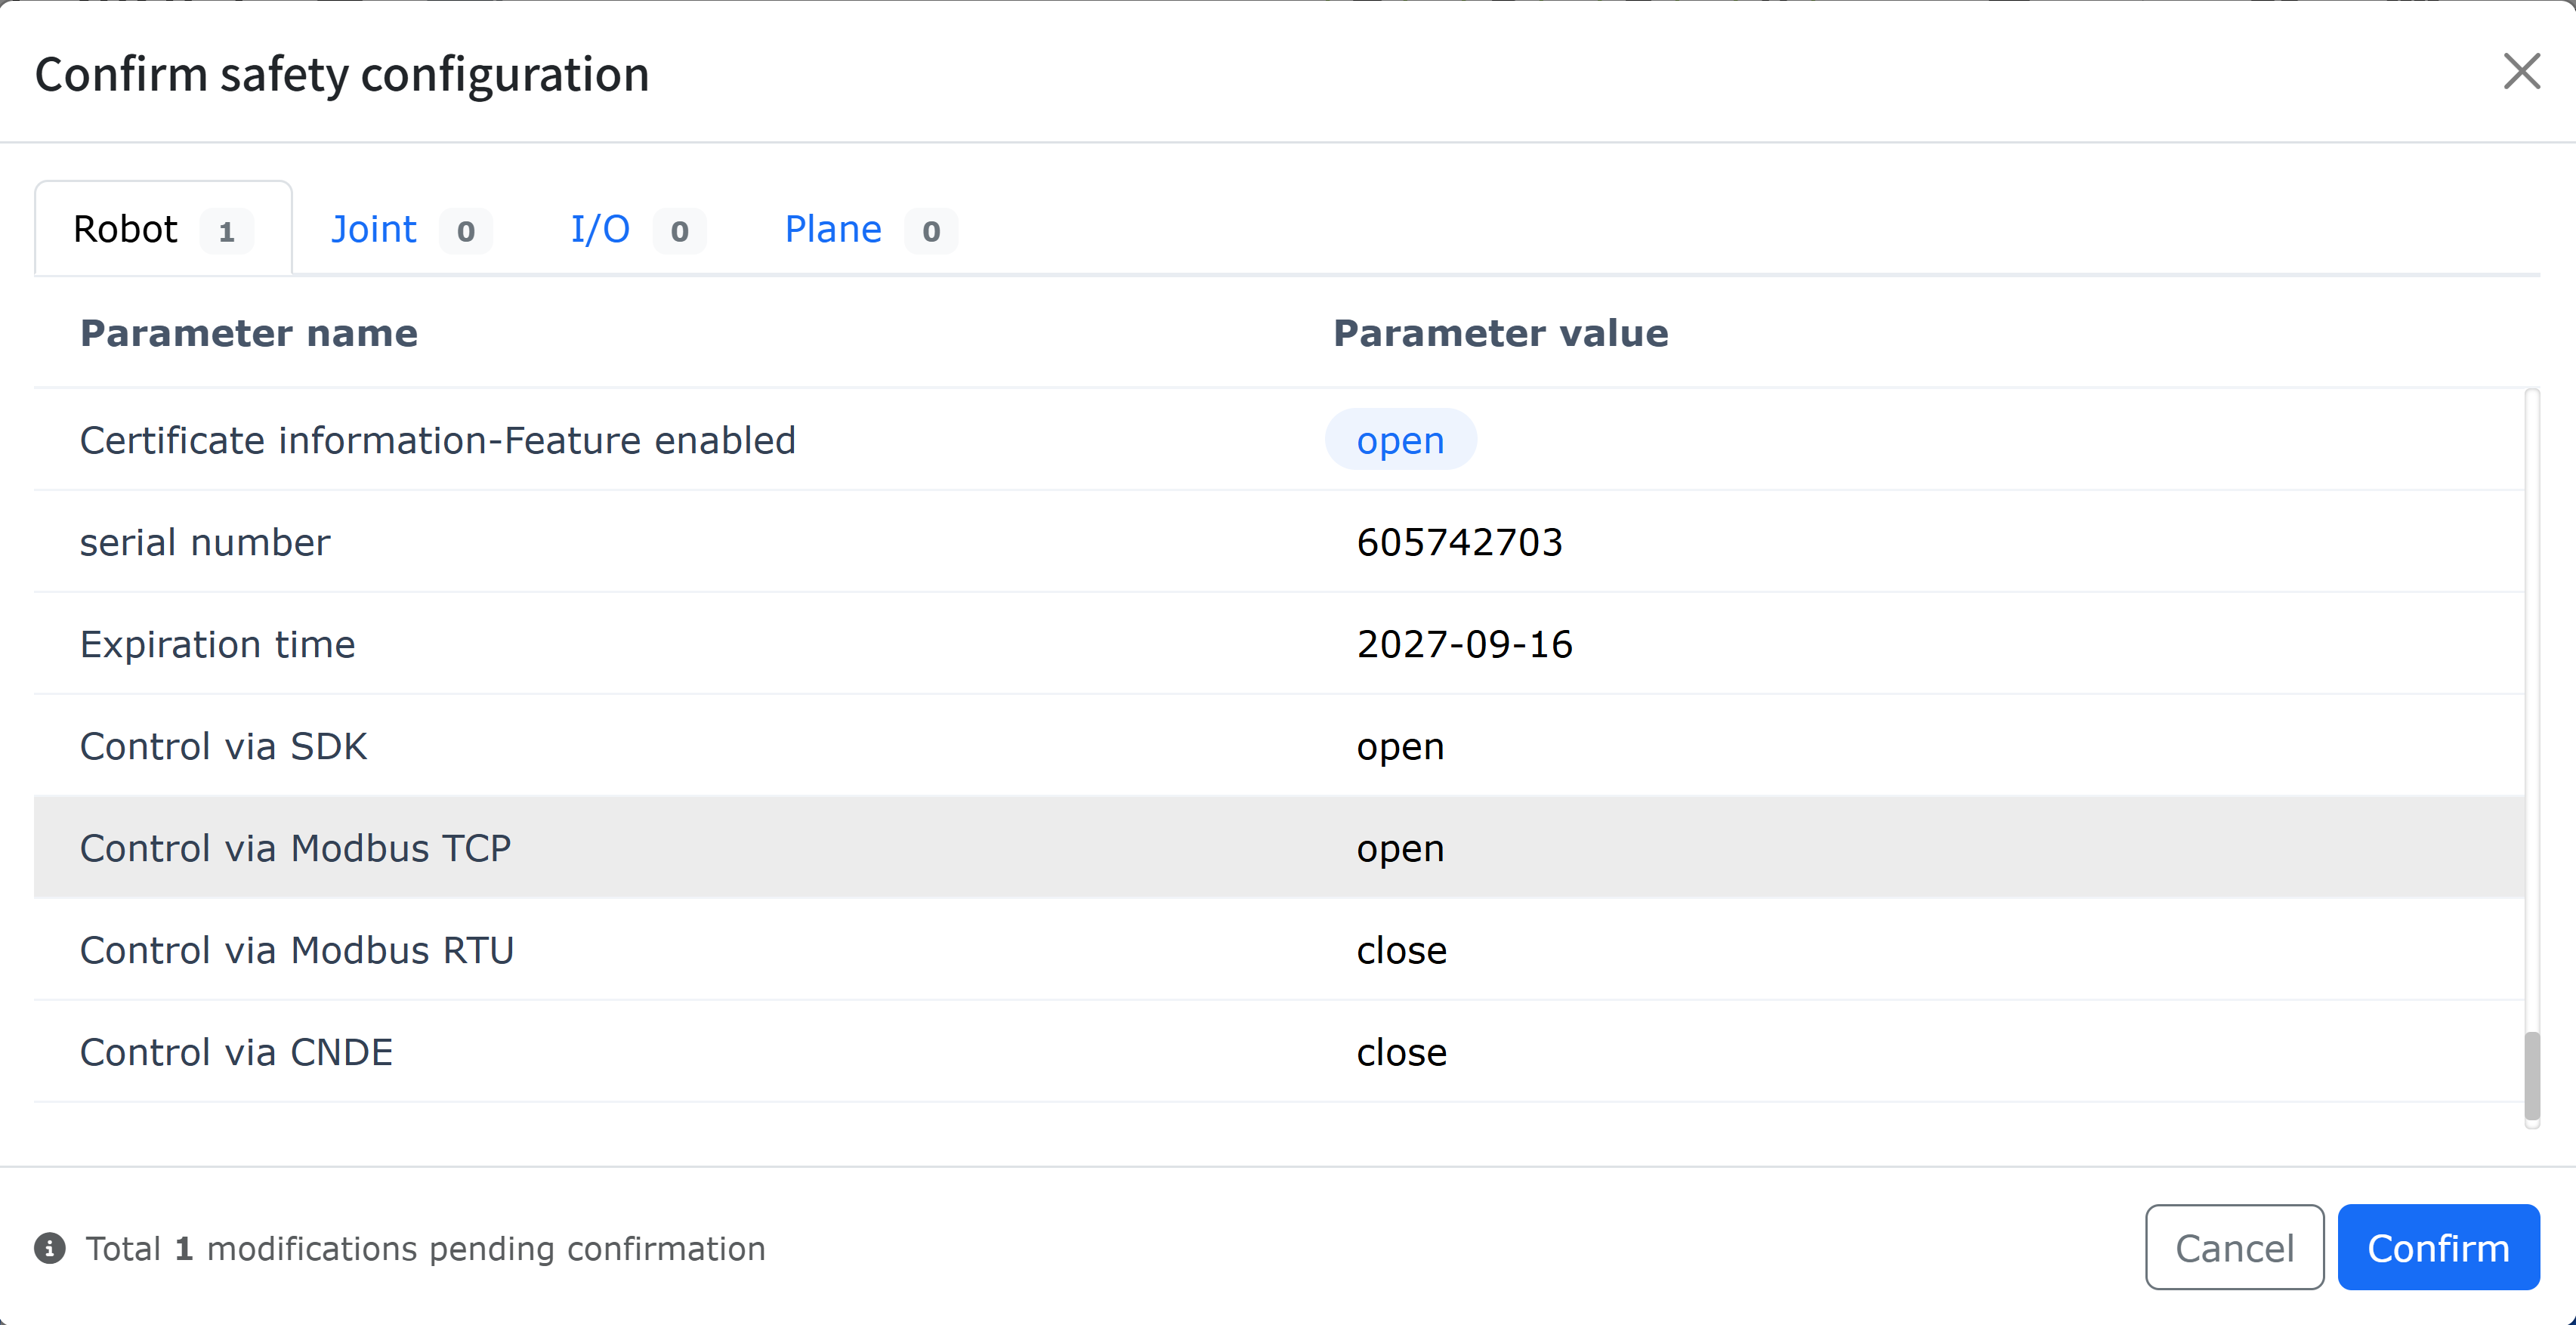 Confirm safety configuration
Robot 1 Joint 0 I/O 0 Plane 0
Parameter name Parameter value
Certificate information-Feature enabled open
serial number 605742703
Expiration time 2027-09-16
Control via SDK open
Control via Modbus TCP open
Control via Modbus RTU close
Control via CNDE close
Total 1 modifications pending confirmation Cancel Confirm